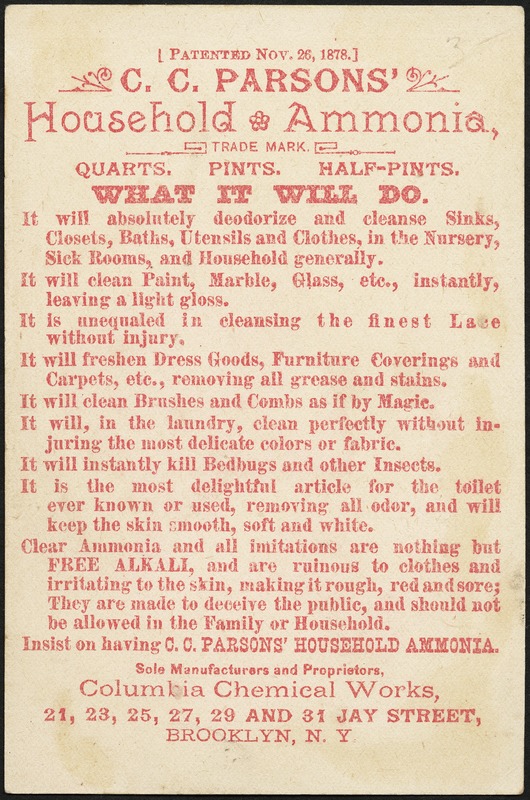 [ PATENTED NOV. 26, 1878.]
C. C. PARSONS'
Household Ammonia,
TRADE MARK.
QUARTS. PINTS. HALF-PINTS.
WHAT IT WILL DO.
It will absolutely deodorize and cleanse Sinks,
Closets, Baths, Utensils and Clothes, in the Nursery,
Sick Rooms, and Household generally.
It will clean Paint, Marble, Glass, etc., instantly,
leaving a light gloss.
It is unequaled in cleansing the finest Lace
without injury.
It will freshen Dress Goods, Furniture Coverings and
Carpets, etc., removing all grease and stains.
It will clean Brushes and Combs as if by Magic.
It will, in the laundry, clean perfectly without in-
juring the most delicate colors or fabric.
It will instantly kill Bedbugs and other Insects.
It is the most delightful article for the toilet
ever known or used, removing all odor, and will
keep the skin smooth, soft and white.
Clear Ammonia and all imitations are nothing but
FREE ALKALI, and are ruinous to clothes and
irritating to the skin, making it rough, red and sore;
They are made to deceive the public, and should not
be allowed in the Family or Household.
Insist on having C. C. PARSONS' HOUSEHOLD AMMONIA.
Sole Manufacturers and Proprietors,
Columbia Chemical Works,
21, 23, 25, 27, 29 AND 31 JAY STREET,
BROOKLYN, N. Y